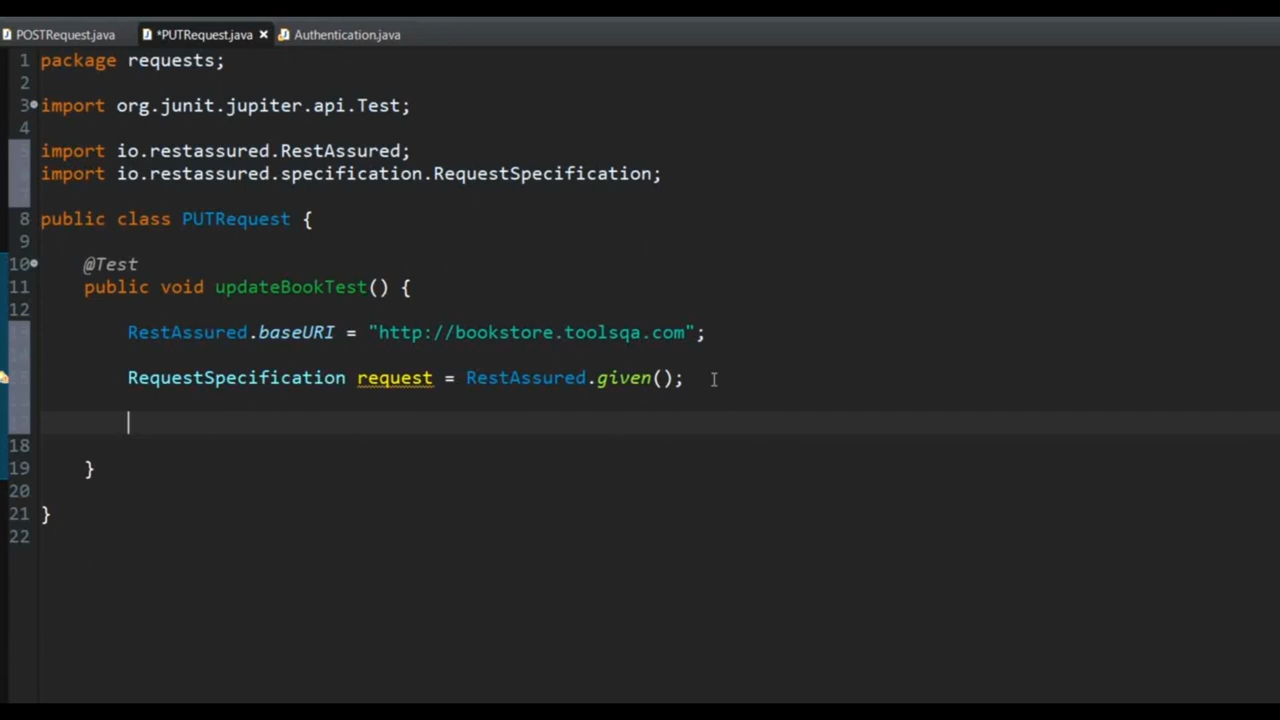 POSTRequest.java *PUTRequest.java Authentication.java
1 package requests;
2
3 import org.junit.jupiter.api.Test;
4
import io.restassured.RestAssured;
import io.restassured.specification.RequestSpecification;
8 public class PUTRequest {
9
10 @Test
11 public void updateBookTest() {
12
RestAssured.baseURI = "http://bookstore.toolsqa.com";
RequestSpecification request = RestAssured.given();
18
19 }
20
21 }
22